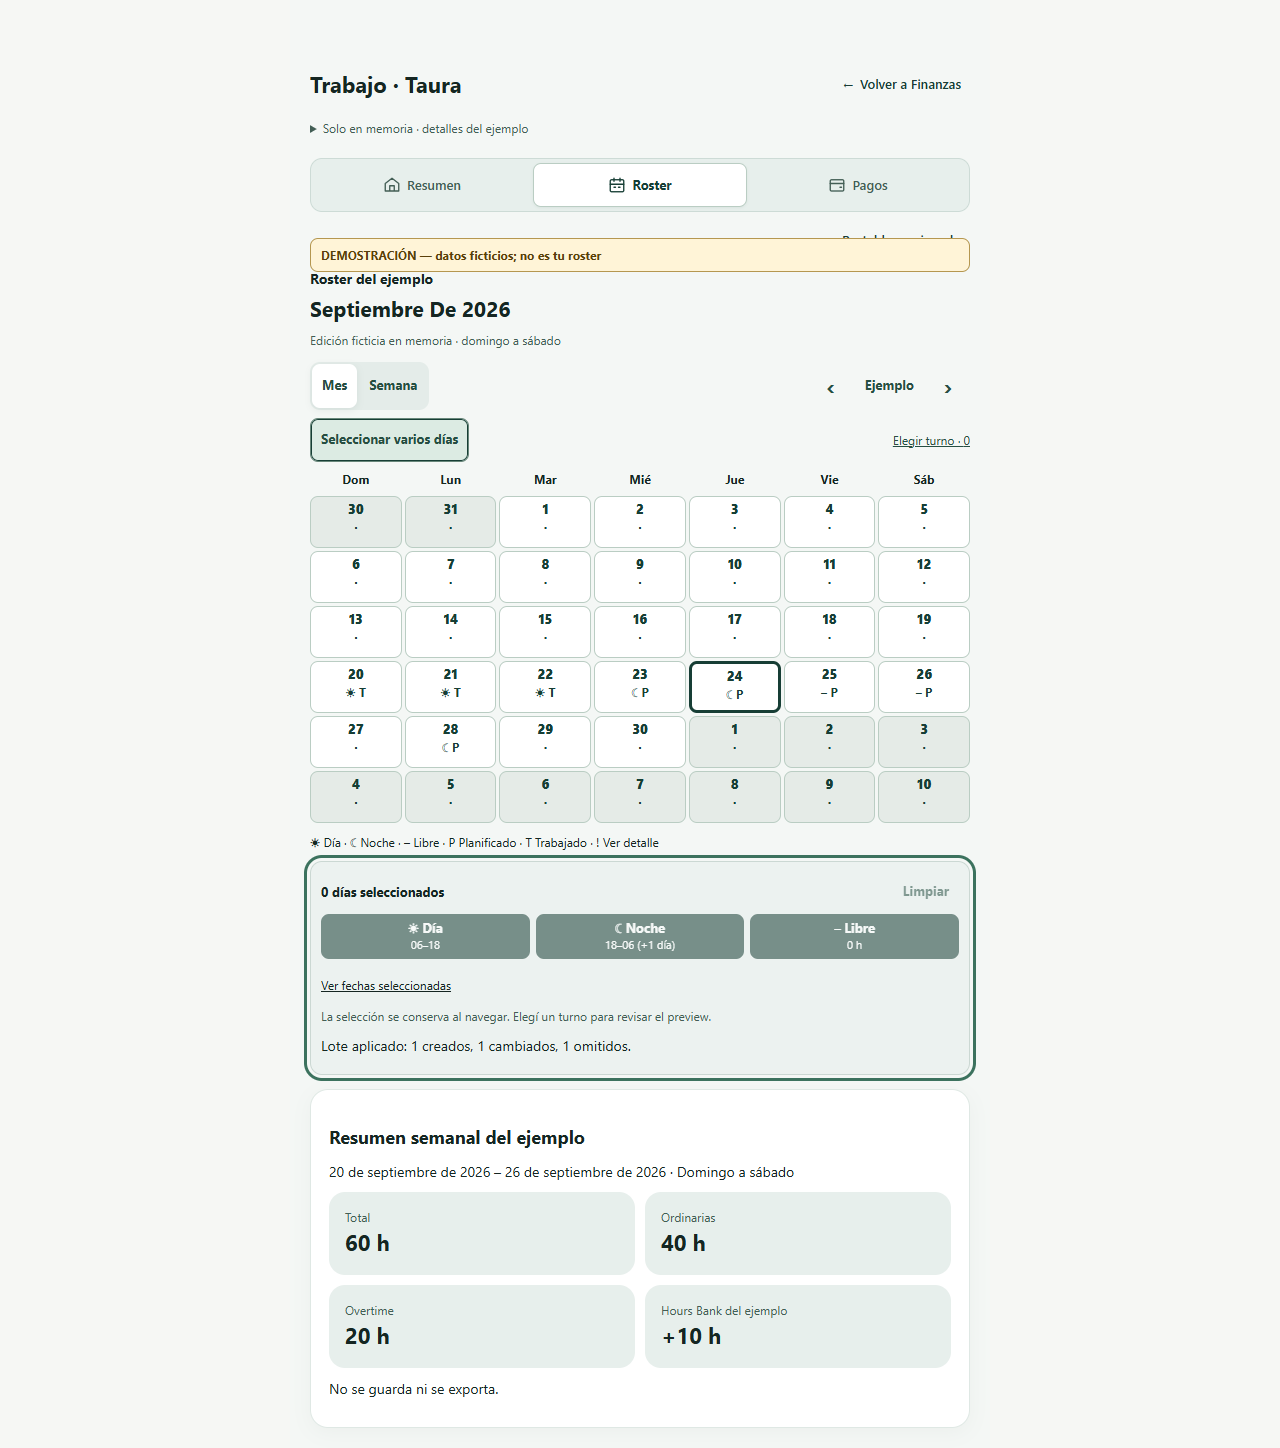 Trabajo · Taura
← Volver a Finanzas
▶ Solo en memoria · detalles del ejemplo
Resumen
Roster
Pagos
DEMOSTRACIÓN — datos ficticios; no es tu roster
Roster del ejemplo
Septiembre De 2026
Edición ficticia en memoria · domingo a sábado
Mes Semana
‹ Ejemplo ›
Seleccionar varios días
Elegir turno · 0
Dom Lun Mar Mié Jue Vie Sáb
30 31 1 2 3 4 5
· · · · · · ·
6 7 8 9 10 11 12
· · · · · · ·
13 14 15 16 17 18 19
· · · · · · ·
20 21 22 23 24 25 26
☀ T ☀ T ☀ T ☾ P ☾ P – P – P
27 28 29 30 1 2 3
· ☾ P · · · · ·
4 5 6 7 8 9 10
· · · · · · ·
☀ Día · ☾ Noche · – Libre · P Planificado · T Trabajado · ! Ver detalle
0 días seleccionados
Limpiar
☀ Día
06–18
☾ Noche
18–06 (+1 día)
– Libre
0 h
Ver fechas seleccionadas
La selección se conserva al navegar. Elegí un turno para revisar el preview.
Lote aplicado: 1 creados, 1 cambiados, 1 omitidos.
Resumen semanal del ejemplo
20 de septiembre de 2026 – 26 de septiembre de 2026 · Domingo a sábado
Total
60 h
Ordinarias
40 h
Overtime
20 h
Hours Bank del ejemplo
+10 h
No se guarda ni se exporta.